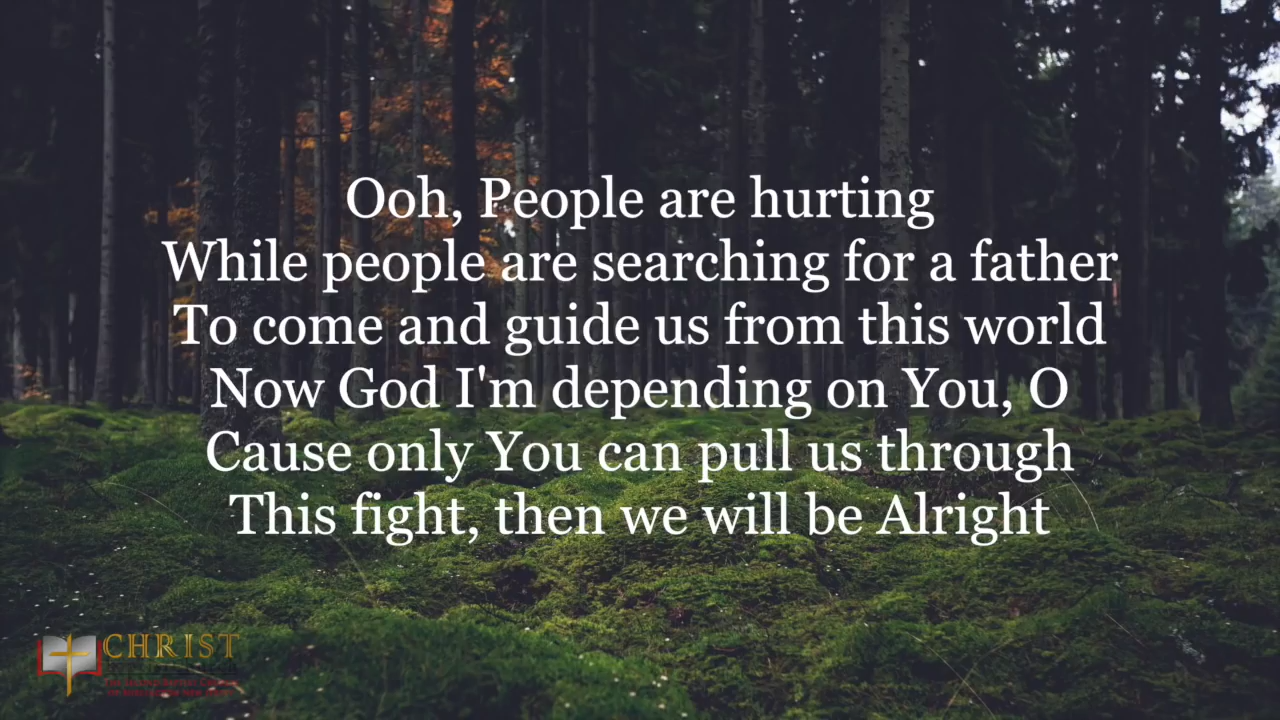 Ooh, People are hurting
While people are searching for a father
To come and guide us from this world
Now God I'm depending on You, O
Cause only You can pull us through
This fight, then we will be Alright
CHRIST